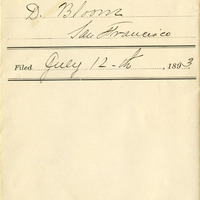 D. Bloom
San Francisco
Filed July 12-th, 1893